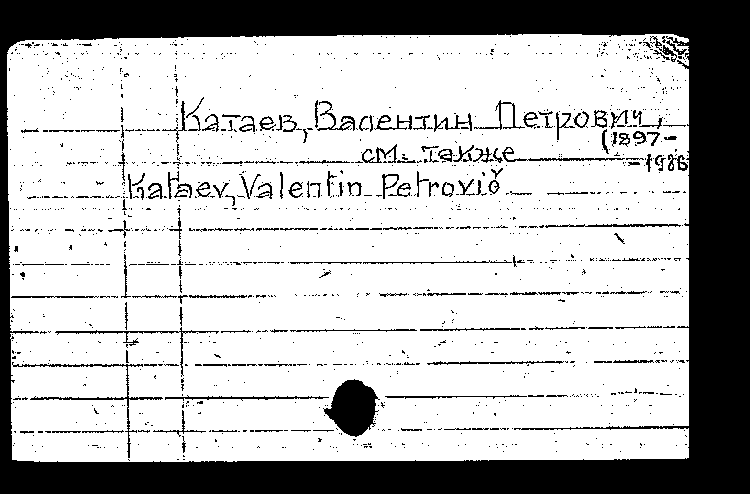 Катаев, Валентин Петрович,
(1897-
см. также
-1986
Kataev, Valentin Petrovič